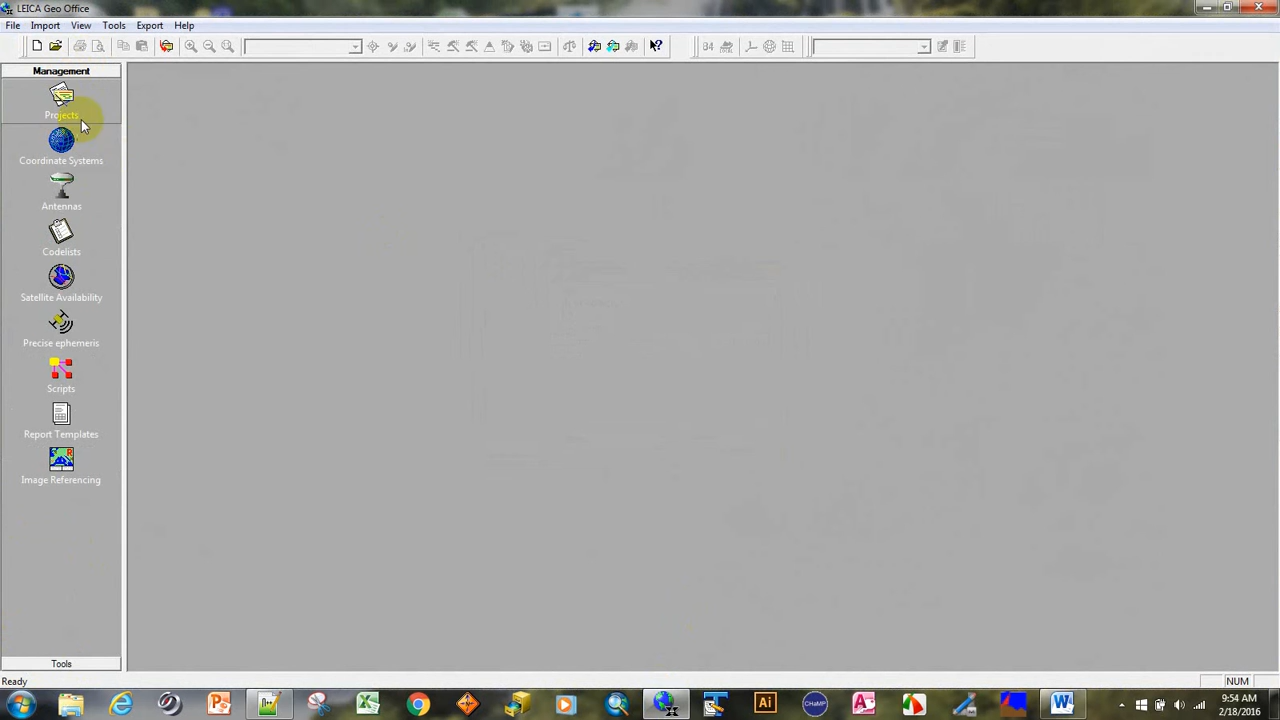 LEICA Geo Office
File Import View Tools Export Help
Management
Projects
Coordinate Systems
Antennas
Codelists
Satellite Availability
Precise ephemeris
Scripts
Report Templates
Image Referencing
Tools
Ready
NUM
CHaMP
9:54 AM
2/18/2016